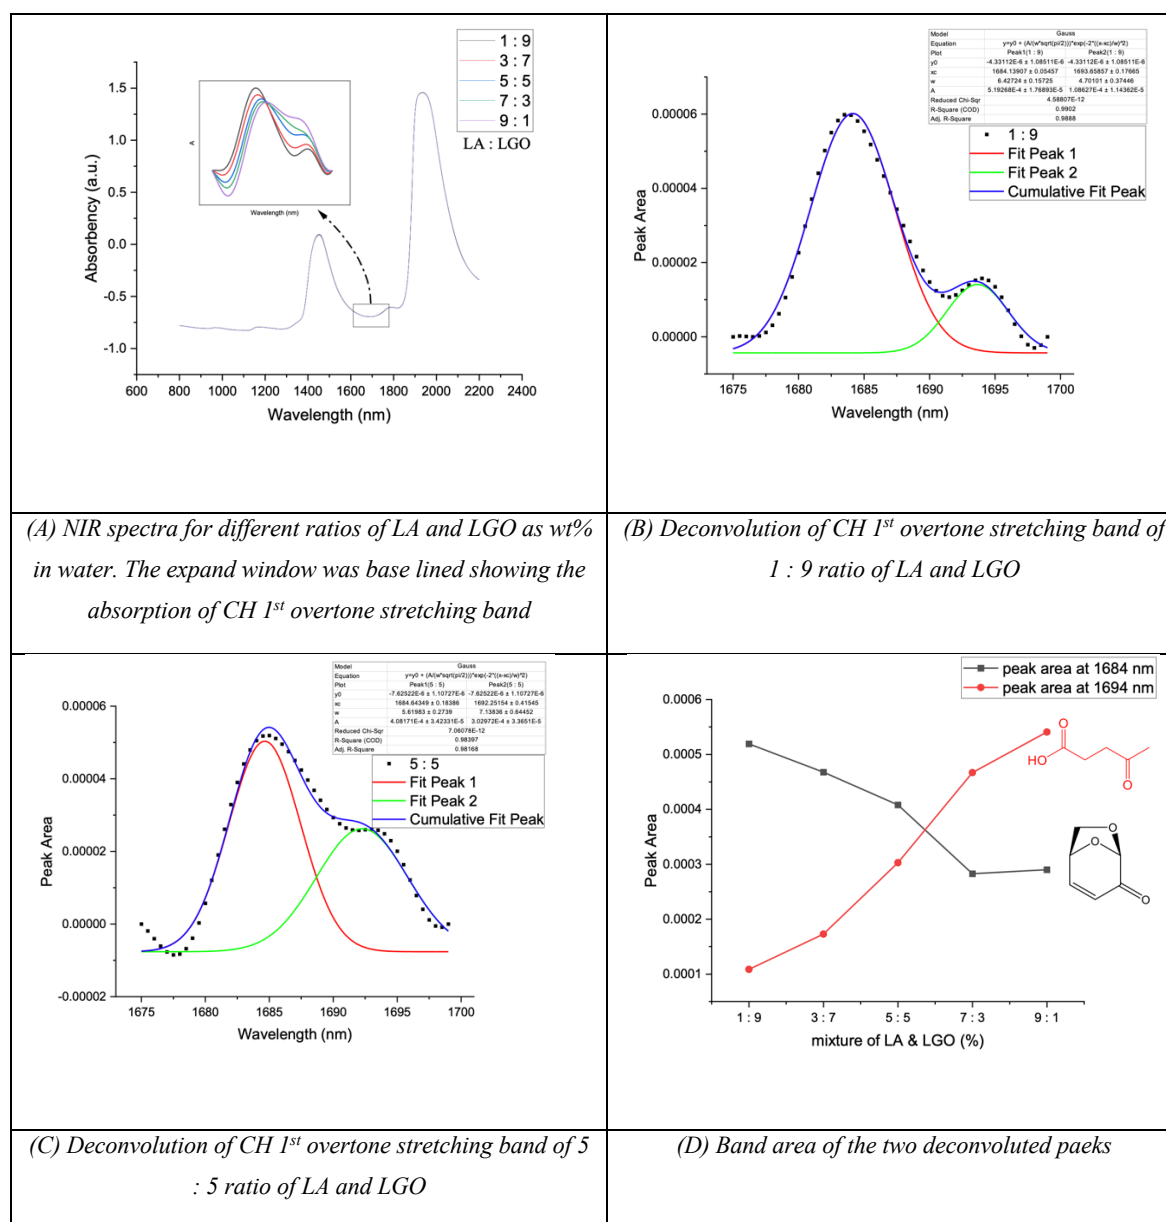 1 : 9
3 : 7
5 : 5
7 : 3
9 : 1
LA : LGO
A
Wavelength (nm)
1.5
1.0
0.5
0.0
-0.5
-1.0
Absorbency (a.u.)
600 800 1000 1200 1400 1600 1800 2000 2200 2400
Wavelength (nm)
Model Gauss
Equation y=y0 + (A/(w*sqrt(pi/2)))*exp(-2*((x-xc)/w)^2)
Plot Peak1(1 : 9) Peak2(1 : 9)
y0 -4.33112E-6 ± 1.08511E-6 -4.33112E-6 ± 1.08511E-6
xc 1684.13907 ± 0.05457 1693.65857 ± 0.17665
w 6.42724 ± 0.15725 4.70101 ± 0.37446
A 5.19268E-4 ± 1.76893E-5 1.08627E-4 ± 1.14362E-5
Reduced Chi-Sqr 4.58807E-12
R-Square (COD) 0.9902
Adj. R-Square 0.9888
1 : 9
Fit Peak 1
Fit Peak 2
Cumulative Fit Peak
0.00006
0.00004
0.00002
0.00000
Peak Area
1675 1680 1685 1690 1695 1700
Wavelength (nm)
(A) NIR spectra for different ratios of LA and LGO as wt%
in water. The expand window was base lined showing the
absorption of CH 1st overtone stretching band
(B) Deconvolution of CH 1st overtone stretching band of
1 : 9 ratio of LA and LGO
Model Gauss
Equation y=y0 + (A/(w*sqrt(pi/2)))*exp(-2*((x-xc)/w)^2)
Plot Peak1(5 : 5) Peak2(5 : 5)
y0 -7.62522E-6 ± 1.10727E-6 -7.62522E-6 ± 1.10727E-6
xc 1684.64349 ± 0.18386 1692.25154 ± 0.41545
w 5.61983 ± 0.2739 7.13836 ± 0.64452
A 4.08171E-4 ± 3.42331E-5 3.02972E-4 ± 3.3651E-5
Reduced Chi-Sqr 7.06078E-12
R-Square (COD) 0.98397
Adj. R-Square 0.98168
5 : 5
Fit Peak 1
Fit Peak 2
Cumulative Fit Peak
0.00006
0.00004
0.00002
0.00000
-0.00002
Peak Area
1675 1680 1685 1690 1695 1700
Wavelength (nm)
peak area at 1684 nm
peak area at 1694 nm
0.0006
0.0005
0.0004
0.0003
0.0002
0.0001
Peak Area
O
HO
O
O
O
O
1 : 9 3 : 7 5 : 5 7 : 3 9 : 1
mixture of LA & LGO (%)
(C) Deconvolution of CH 1st overtone stretching band of 5
: 5 ratio of LA and LGO
(D) Band area of the two deconvoluted paeks